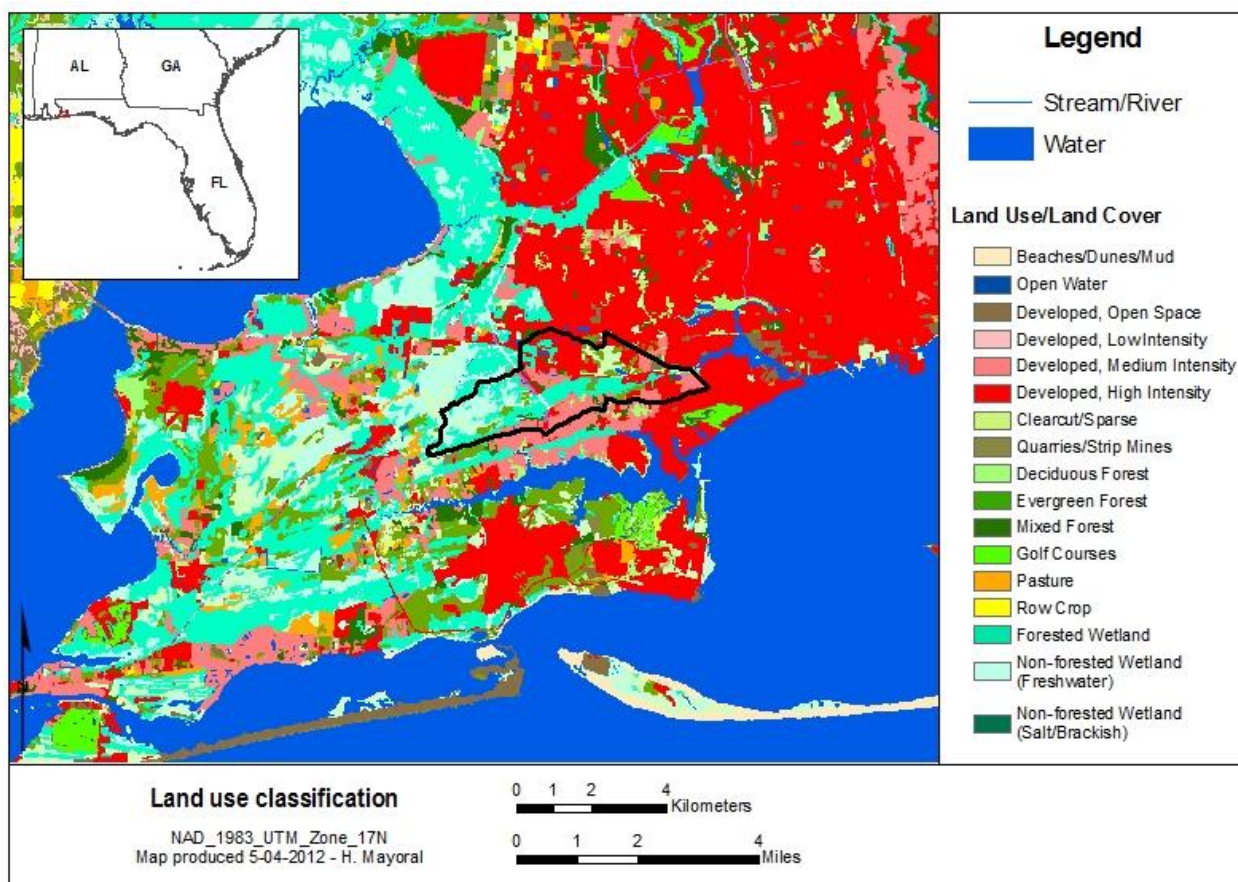 AL
GA
FL
Legend
Stream/River
Water
Land Use/Land Cover
Beaches/Dunes/Mud
Open Water
Developed, Open Space
Developed, LowIntensity
Developed, Medium Intensity
Developed, High Intensity
Clearcut/Sparse
Quarries/Strip Mines
Deciduous Forest
Evergreen Forest
Mixed Forest
Golf Courses
Pasture
Row Crop
Forested Wetland
Non-forested Wetland
(Freshwater)
Non-forested Wetland
(Salt/Brackish)
Land use classification
NAD_1983_UTM_Zone_17N
Map produced 5-04-2012 - H. Mayoral
0 1 2 4
Kilometers
0 1 2 4
Miles